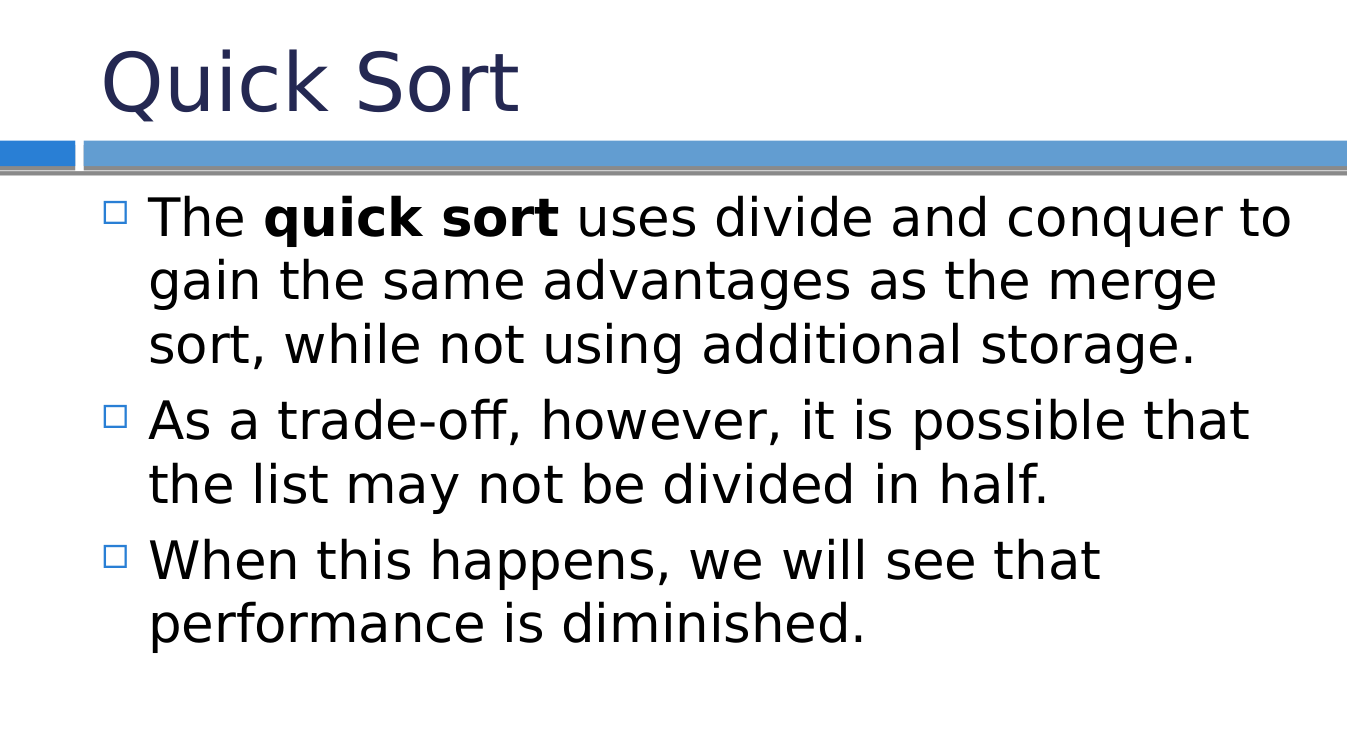 Quick Sort
The quick sort uses divide and conquer to
gain the same advantages as the merge
sort, while not using additional storage.
As a trade-off, however, it is possible that
the list may not be divided in half.
When this happens, we will see that
performance is diminished.